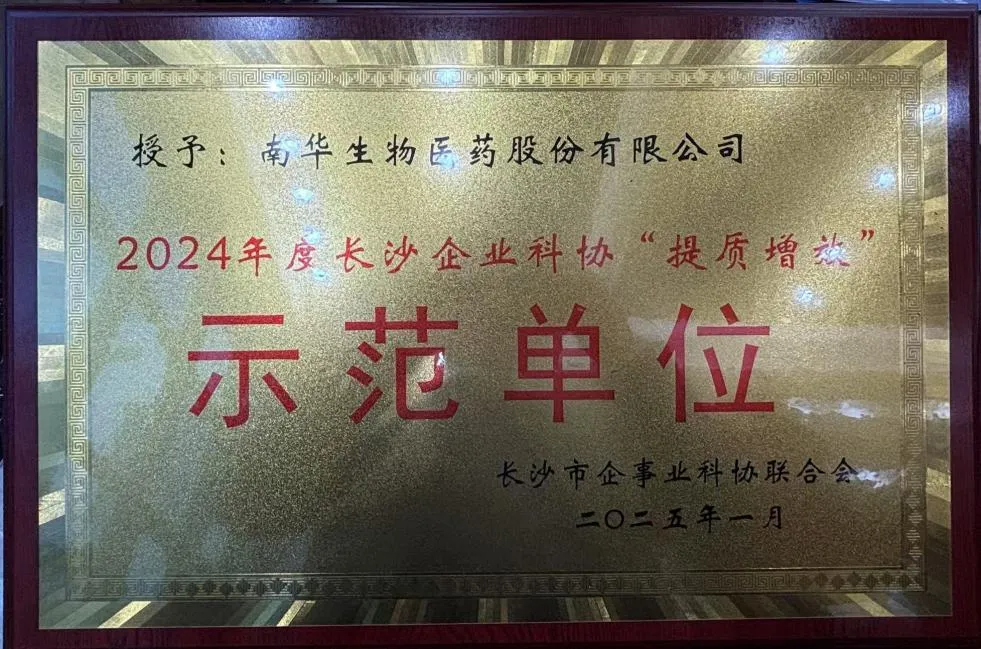 授予：南华生物医药股份有限公司
2024年度长沙企业科协“提质增效”
示范单位
长沙市企事业科协联合会
二〇二五年一月